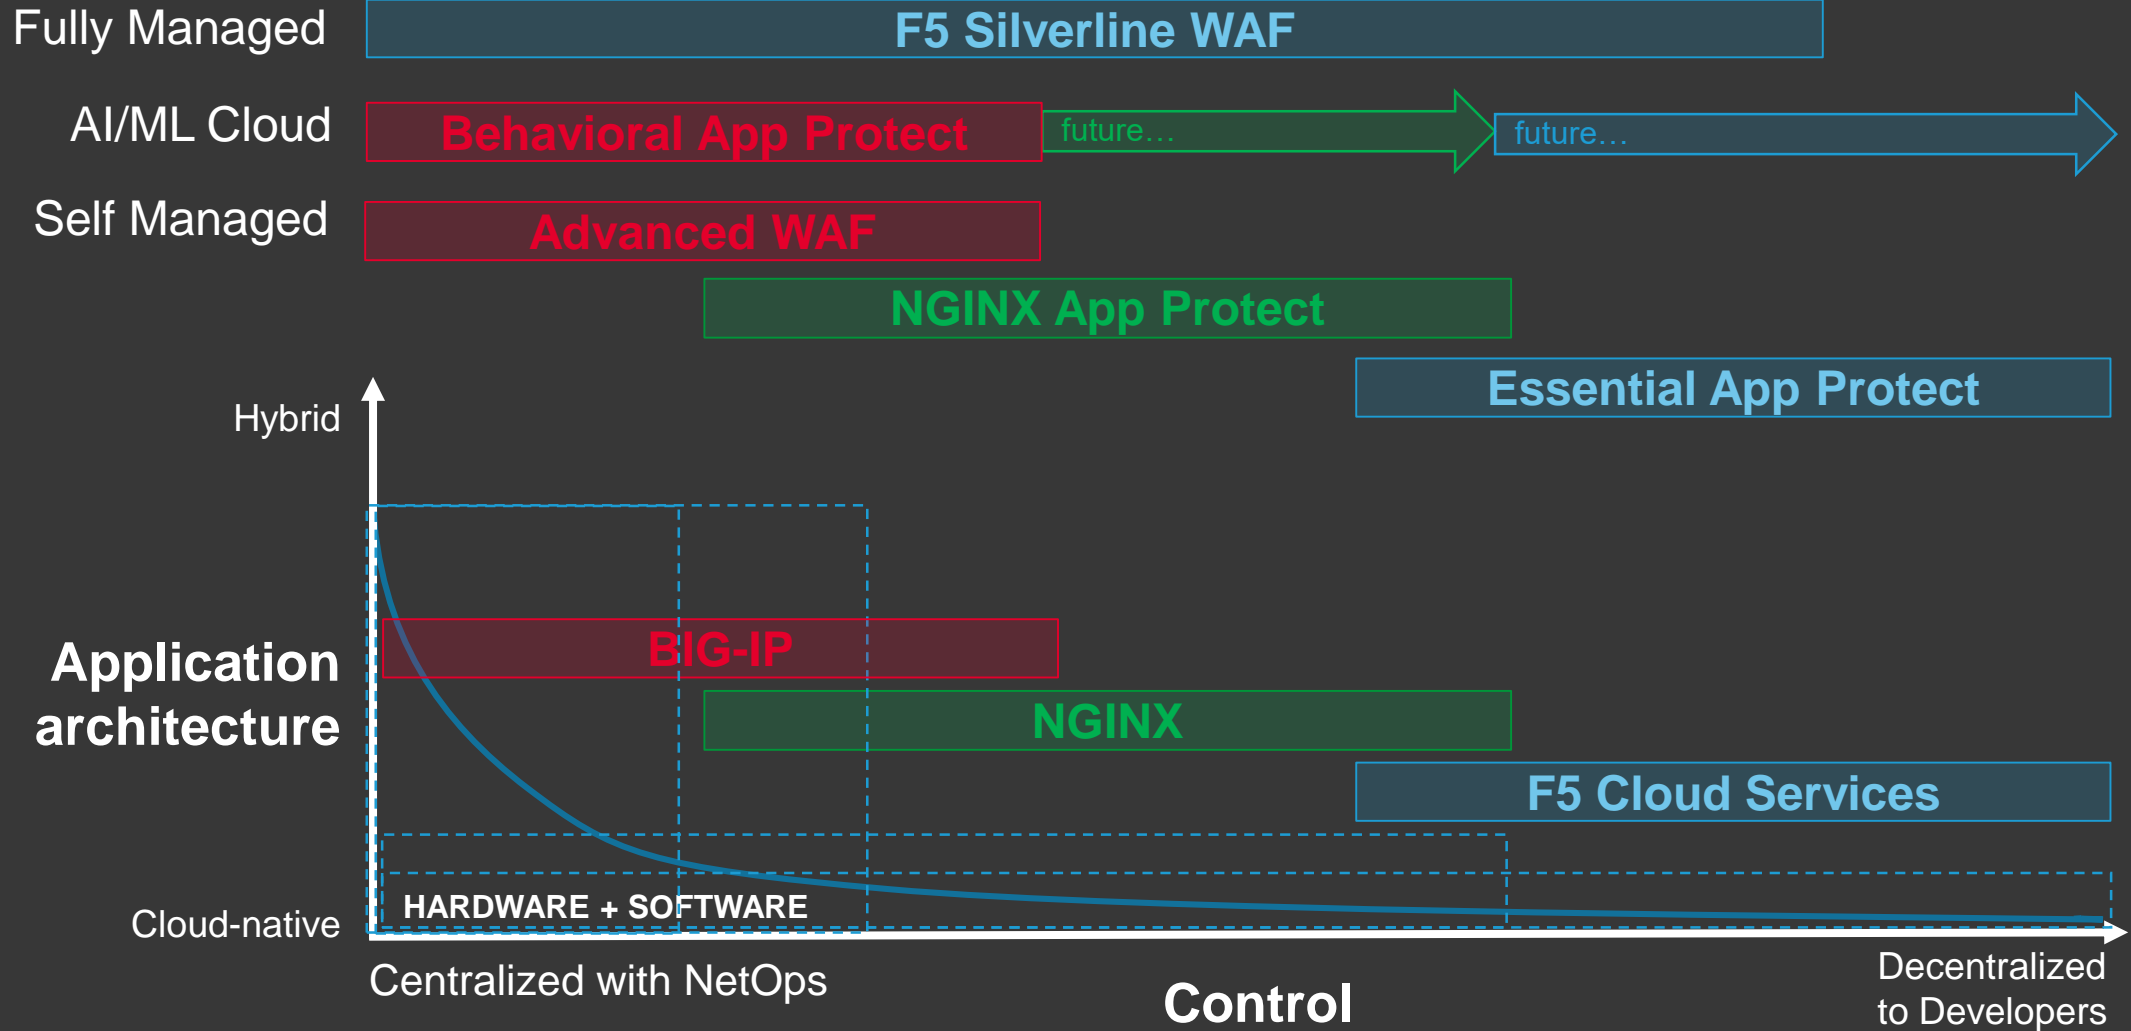 Fully Managed
F5 Silverline WAF
AI/ML Cloud
Behavioral App Protect
future…
future…
Self Managed
Advanced WAF
NGINX App Protect
Essential App Protect
Hybrid
Application
architecture
BIG-IP
NGINX
F5 Cloud Services
HARDWARE + SOFTWARE
Cloud-native
Centralized with NetOps
Control
Decentralized
to Developers